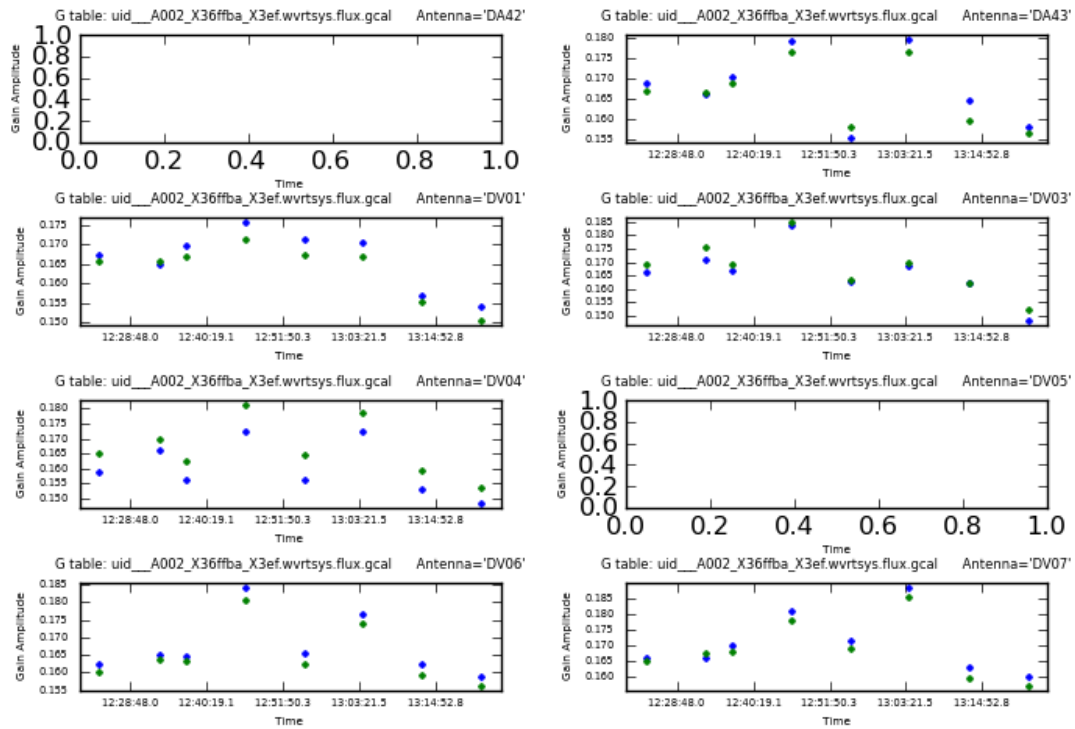 G table: uid___A002_X36ffba_X3ef.wvrtsys.flux.gcal Antenna='DA42'
1.0
0.8
0.6
0.4
0.2
0.0
Gain Amplitude
0.0 0.2 0.4 0.6 0.8 1.0
Time
G table: uid___A002_X36ffba_X3ef.wvrtsys.flux.gcal Antenna='DA43'
0.180
0.170
0.165
0.155
Gain Amplitude
12:28:48.0 12:40:19.1 12:51:50.3 13:03:21.5 13:14:52.8
Time
G table: uid___A002_X36ffba_X3ef.wvrtsys.flux.gcal Antenna='DV01'
0.175
0.170
0.165
0.155
0.150
Gain Amplitude
12:28:48.0 12:40:19.1 12:51:50.3 13:03:21.5 13:14:52.8
Time
G table: uid___A002_X36ffba_X3ef.wvrtsys.flux.gcal Antenna='DV03'
0.185
0.180
0.175
0.170
0.165
0.155
0.150
Gain Amplitude
12:28:48.0 12:40:19.1 12:51:50.3 13:03:21.5 13:14:52.8
Time
G table: uid___A002_X36ffba_X3ef.wvrtsys.flux.gcal Antenna='DV04'
0.180
0.170
0.165
0.155
0.150
Gain Amplitude
12:28:48.0 12:40:19.1 12:51:50.3 13:03:21.5 13:14:52.8
Time
G table: uid___A002_X36ffba_X3ef.wvrtsys.flux.gcal Antenna='DV05'
1.0
0.8
0.6
0.4
0.2
0.0
Gain Amplitude
0.0 0.2 0.4 0.6 0.8 1.0
Time
G table: uid___A002_X36ffba_X3ef.wvrtsys.flux.gcal Antenna='DV06'
0.185
0.180
0.175
0.170
0.165
0.160
0.155
Gain Amplitude
12:28:48.0 12:40:19.1 12:51:50.3 13:03:21.5 13:14:52.8
Time
G table: uid___A002_X36ffba_X3ef.wvrtsys.flux.gcal Antenna='DV07'
0.185
0.180
0.175
0.170
0.165
0.160
Gain Amplitude
12:28:48.0 12:40:19.1 12:51:50.3 13:03:21.5 13:14:52.8
Time